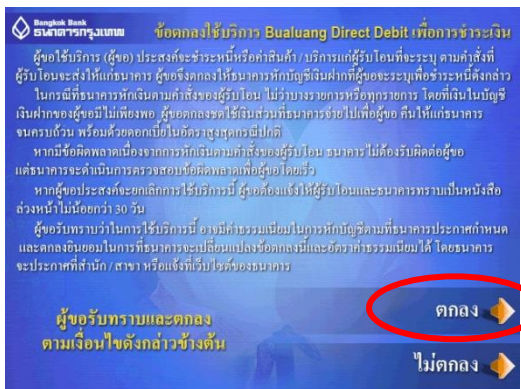 Bangkok Bank
ธนาคารกรุงเทพ
ข้อตกลงใช้บริการ Bualuang Direct Debit เพื่อการชำระเงิน
ผู้ขอใช้บริการ (ผู้ขอ) ประสงค์จะชำระหนี้หรือค่าสินค้า / บริการแก่ผู้รับโอนที่จะระบุ ตามคำสั่งที่
ผู้รับโอนจะส่งให้แก่ธนาคาร ผู้ขอจึงตกลงให้ธนาคารหักบัญชีเงินฝากที่ผู้ขอจะระบุเพื่อชำระหนี้ดังกล่าว
ในกรณีที่ธนาคารหักเงินตามคำสั่งของผู้รับโอน ไม่ว่าบางรายการหรือทุกรายการ โดยที่เงินในบัญชี
เงินฝากของผู้ขอมีไม่เพียงพอ ผู้ขอตกลงชดใช้เงินส่วนที่ธนาคารจ่ายไปเพื่อผู้ขอ คืนให้แก่ธนาคาร
จนครบถ้วน พร้อมด้วยดอกเบี้ยในอัตราสูงสุดกรณีปกติ
หากมีข้อผิดพลาดเนื่องจากการหักเงินตามคำสั่งของผู้รับโอน ธนาคารไม่ต้องรับผิดต่อผู้ขอ
แต่ธนาคารจะดำเนินการตรวจสอบข้อผิดพลาดเพื่อผู้ขอโดยเร็ว
หากผู้ขอประสงค์จะยกเลิกการใช้บริการนี้ ผู้ขอต้องแจ้งให้ผู้รับโอนและธนาคารทราบเป็นหนังสือ
ล่วงหน้าไม่น้อยกว่า 30 วัน
ผู้ขอรับทราบว่าในการใช้บริการนี้ อาจมีค่าธรรมเนียมในการหักบัญชีตามที่ธนาคารประกาศกำหนด
และตกลงยินยอมในการที่ธนาคารจะเปลี่ยนแปลงข้อตกลงนี้และอัตราค่าธรรมเนียมได้ โดยธนาคาร
จะประกาศที่สำนัก / สาขา หรือแจ้งที่เว็บไซต์ของธนาคาร
ผู้ขอรับทราบและตกลง
ตามเงื่อนไขดังกล่าวข้างต้น
ตกลง
ไม่ตกลง